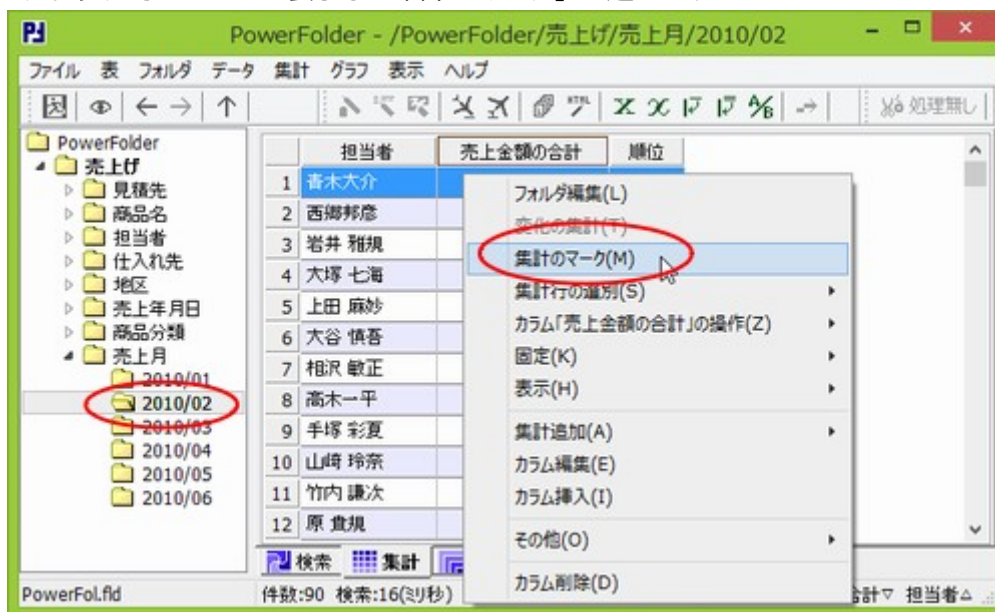 PowerFolder - /PowerFolder/売上げ/売上月/2010/02
ファイル 表 フォルダ データ 集計 グラフ 表示 ヘルプ
処理無し
PowerFolder
売上げ
見積先
商品名
担当者
仕入れ先
地区
売上年月日
商品分類
売上月
2010/01
2010/02
2010/03
2010/04
2010/05
2010/06
担当者 売上金額の合計 順位
1 青木大介
2 西郷邦彦
3 岩井 雅規
4 大塚 七海
5 上田 麻妙
6 大谷 慎吾
7 相沢 敏正
8 高木一平
9 手塚 彩夏
10 山崎 玲奈
11 竹内 謙次
12 原 貴規
フォルダ編集(L)
変化の集計(T)
集計のマーク(M)
集計行の選別(S)
カラム「売上金額の合計」の操作(Z)
固定(K)
表示(H)
集計追加(A)
カラム編集(E)
カラム挿入(I)
その他(O)
カラム削除(D)
検索 集計
PowerFol.fld 件数:90 検索:16(ミリ秒) 合計▽ 担当者△